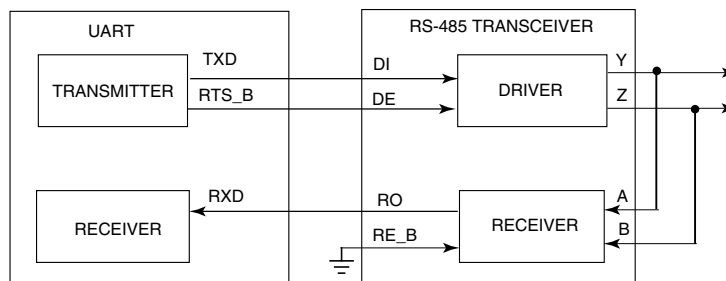 UART
RS-485 TRANSCEIVER
TXD
DI
Y
TRANSMITTER
DRIVER
RTS_B
DE
Z
RXD
RO
A
RECEIVER
RECEIVER
RE_B
B